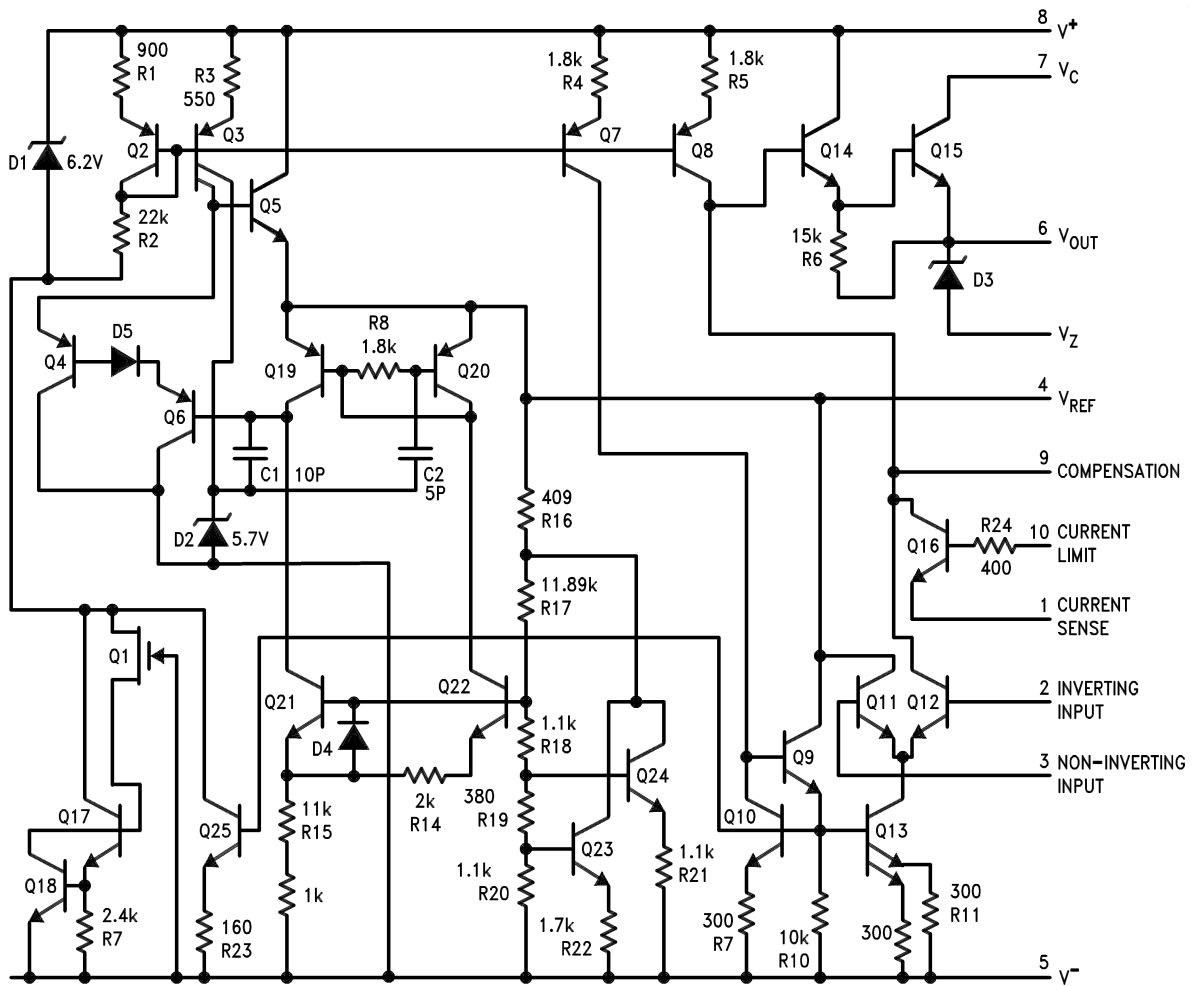 8 V+
900
R1
R3
550
1.8k
R4
1.8k
R5
7 VC
D1 6.2V
Q2
Q3
Q7
Q8
Q14
Q15
Q5
22k
R2
15k
R6
6 VOUT
D3
VZ
R8
1.8k
D5
Q4
Q19
Q20
Q6
4 VREF
C1 10P
C2
5P
9 COMPENSATION
409
R16
D2 5.7V
Q16
R24
400
10 CURRENT
LIMIT
11.89k
R17
1 CURRENT
SENSE
Q1
Q21
Q22
Q11
Q12
2 INVERTING
INPUT
D4
1.1k
R18
Q24
Q9
3 NON-INVERTING
INPUT
2k
R14
380
R19
Q17
Q25
11k
R15
Q10
Q13
Q23
Q18
1.1k
R20
1.1k
R21
1k
2.4k
R7
160
R23
1.7k
R22
300
R7
10k
R10
300
300
R11
5 V-